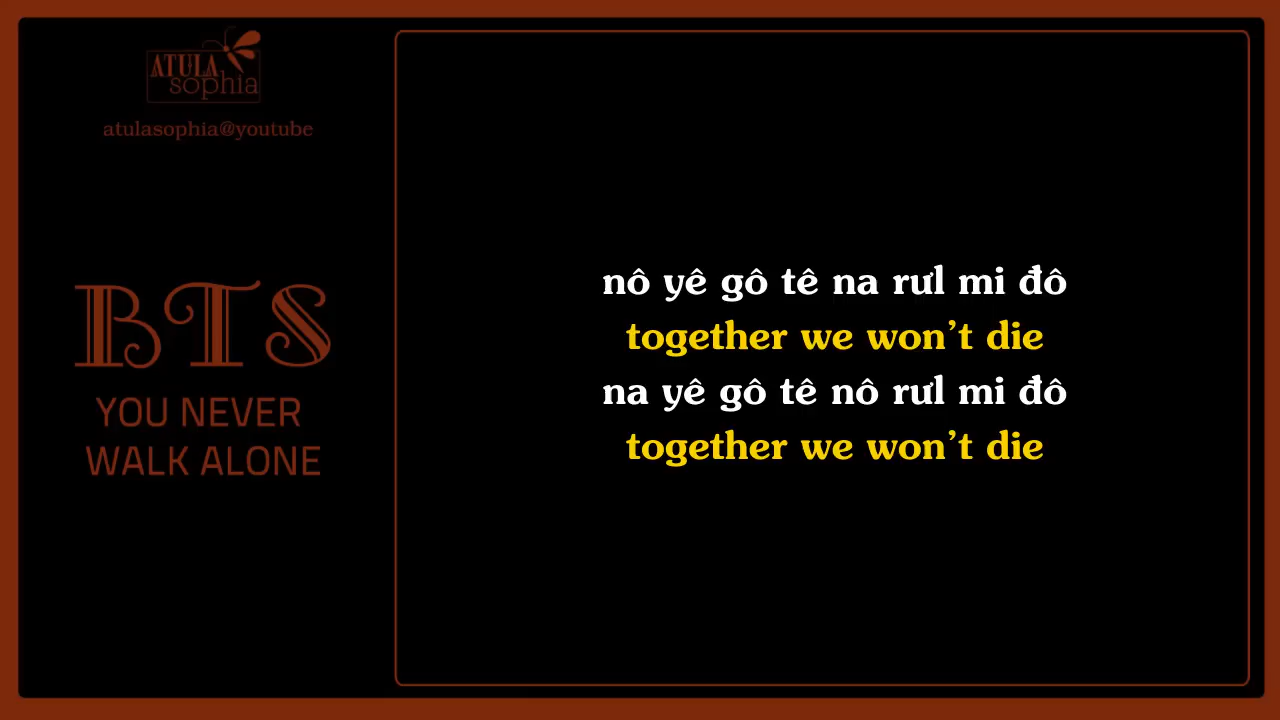 ATULA
sophia
atulasophia@youtube
BTS
YOU NEVER
WALK ALONE
nô yê gô tê na rưl mi đô
together we won’t die
na yê gô tê nô rưl mi đô
together we won’t die